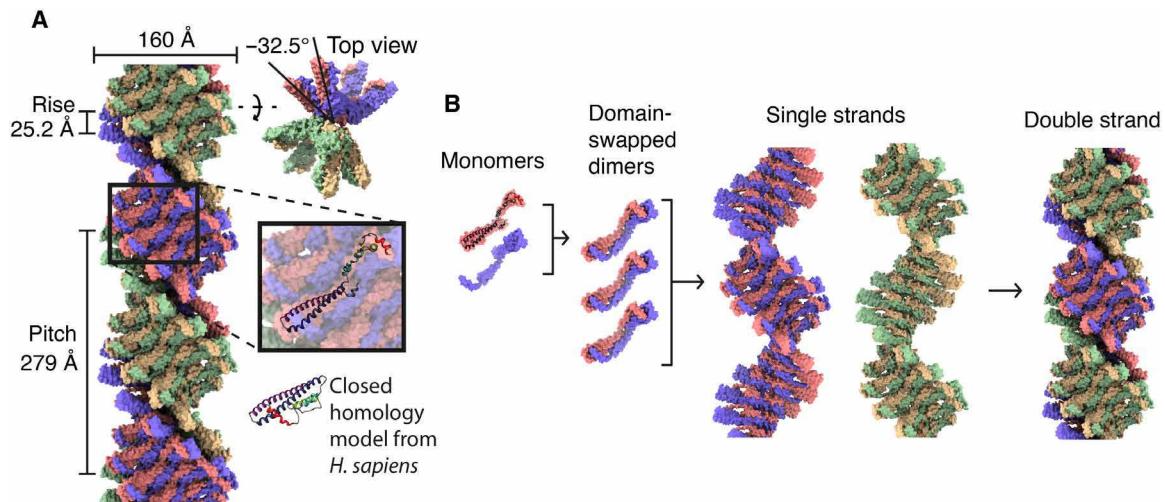 A
160 Å
−32.5°
Top view
Rise
25.2 Å
Pitch
279 Å
Closed
homology
model from
H. sapiens
B
Monomers
Domain-
swapped
dimers
Single strands
Double strand